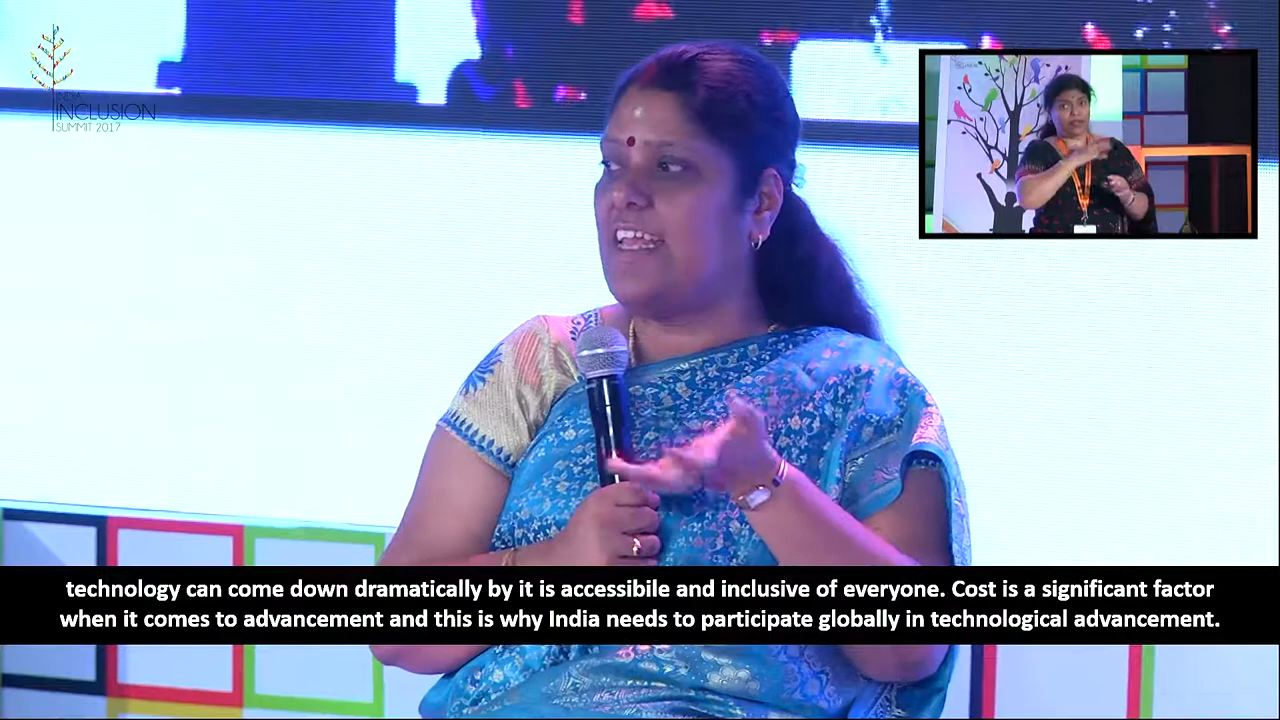 INDIA
INCLUSION
SUMMIT 2017
technology can come down dramatically by it is accessibile and inclusive of everyone. Cost is a significant factor
when it comes to advancement and this is why India needs to participate globally in technological advancement.